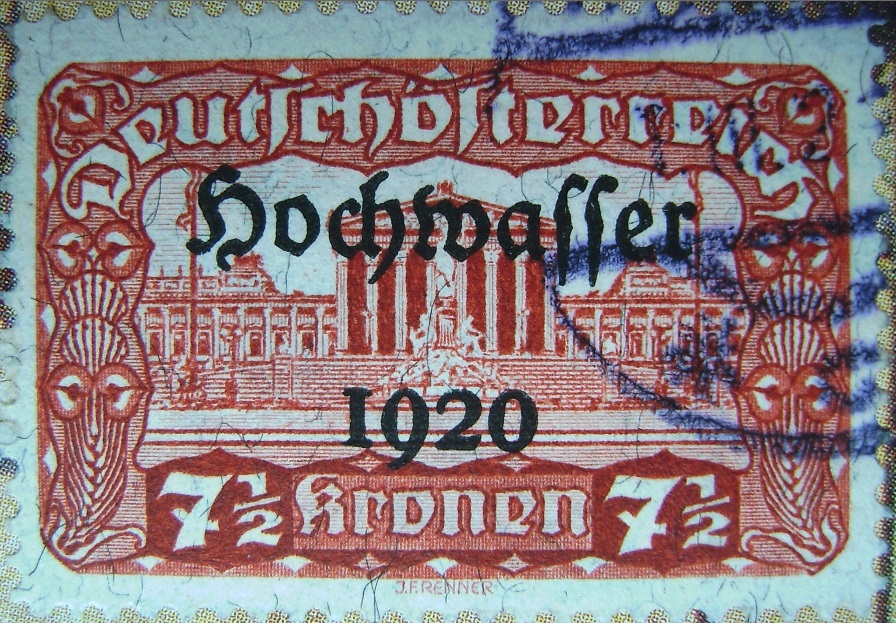 Deutschösterreich
Hochwasser
1920
7½ Kronen 7½
J.F.RENNER